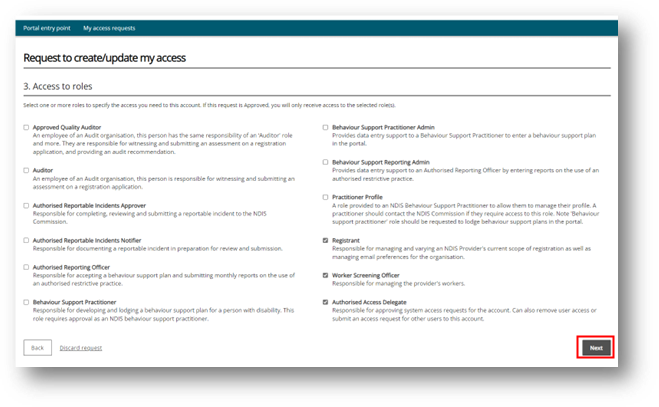 Portal entry point My access requests
Request to create/update my access
3. Access to roles
Select one or more roles to specify the access you need to this account. If this request is Approved, you will only receive access to the selected role(s).
Approved Quality Auditor
An employee of an Audit organisation, this person has the same responsibility of an 'Auditor' role
and more. They are responsible for witnessing and submitting an assessment on a registration
application, and providing an audit recommendation.
Auditor
An employee of an Audit organisation, this person is responsible for witnessing and submitting an
assessment on a registration application.
Authorised Reportable Incidents Approver
Responsible for completing, reviewing and submitting a reportable incident to the NDIS
Commission.
Authorised Reportable Incidents Notifier
Responsible for documenting a reportable incident in preparation for review and submission.
Authorised Reporting Officer
Responsible for accepting a behaviour support plan and submitting monthly reports on the use of
an authorised restrictive practice.
Behaviour Support Practitioner
Responsible for developing and lodging a behaviour support plan for a person with disability. This
role requires approval as an NDIS behaviour support practitioner.
Behaviour Support Practitioner Admin
Provides data entry support to a Behaviour Support Practitioner to enter a behaviour support plan
in the portal.
Behaviour Support Reporting Admin
Provides data entry support to an Authorised Reporting Officer by entering reports on the use of an
authorised restrictive practice.
Practitioner Profile
A role provided to an NDIS Behaviour Support Practitioner to allow them to manage their profile. A
practitioner should contact the NDIS Commission if they require access to this role. Note 'Behaviour
support practitioner' role should be requested to lodge behaviour support plans in the portal.
Registrant
Responsible for managing and varying an NDIS Provider's current scope of registration as well as
managing email preferences for the organisation.
Worker Screening Officer
Responsible for managing the provider's workers.
Authorised Access Delegate
Responsible for approving system access requests for the account. Can also remove user access or
submit an access request for other users to this account.
Back Discard request Next